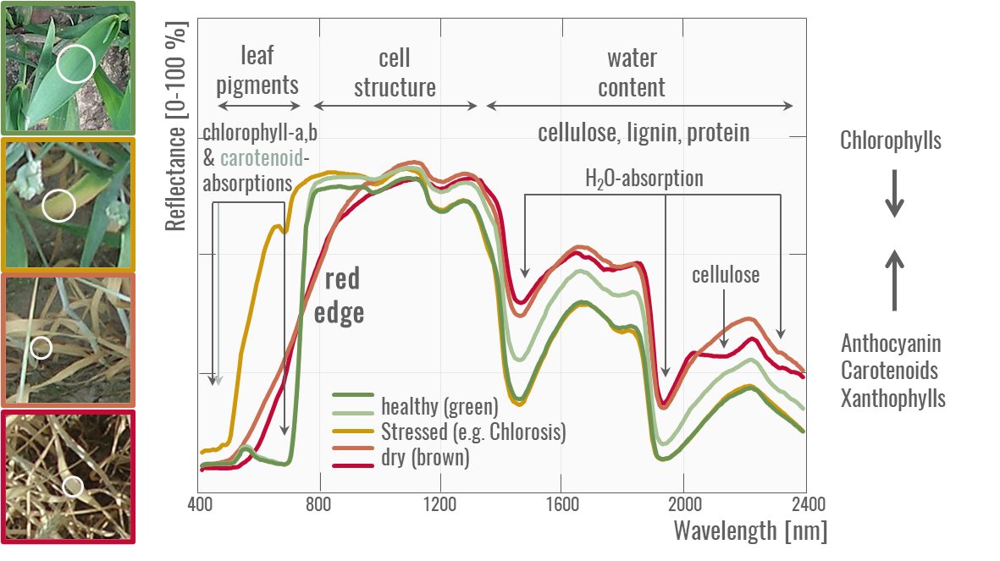 Reflectance [0-100 %]
leaf
pigments
cell
structure
water
content
chlorophyll-a,b
& carotenoid-
absorptions
cellulose, lignin, protein
H₂O-absorption
red
edge
cellulose
healthy (green)
Stressed (e.g. Chlorosis)
dry (brown)
400 800 1200 1600 2000 2400
Wavelength [nm]
Chlorophylls
Anthocyanin
Carotenoids
Xanthophylls